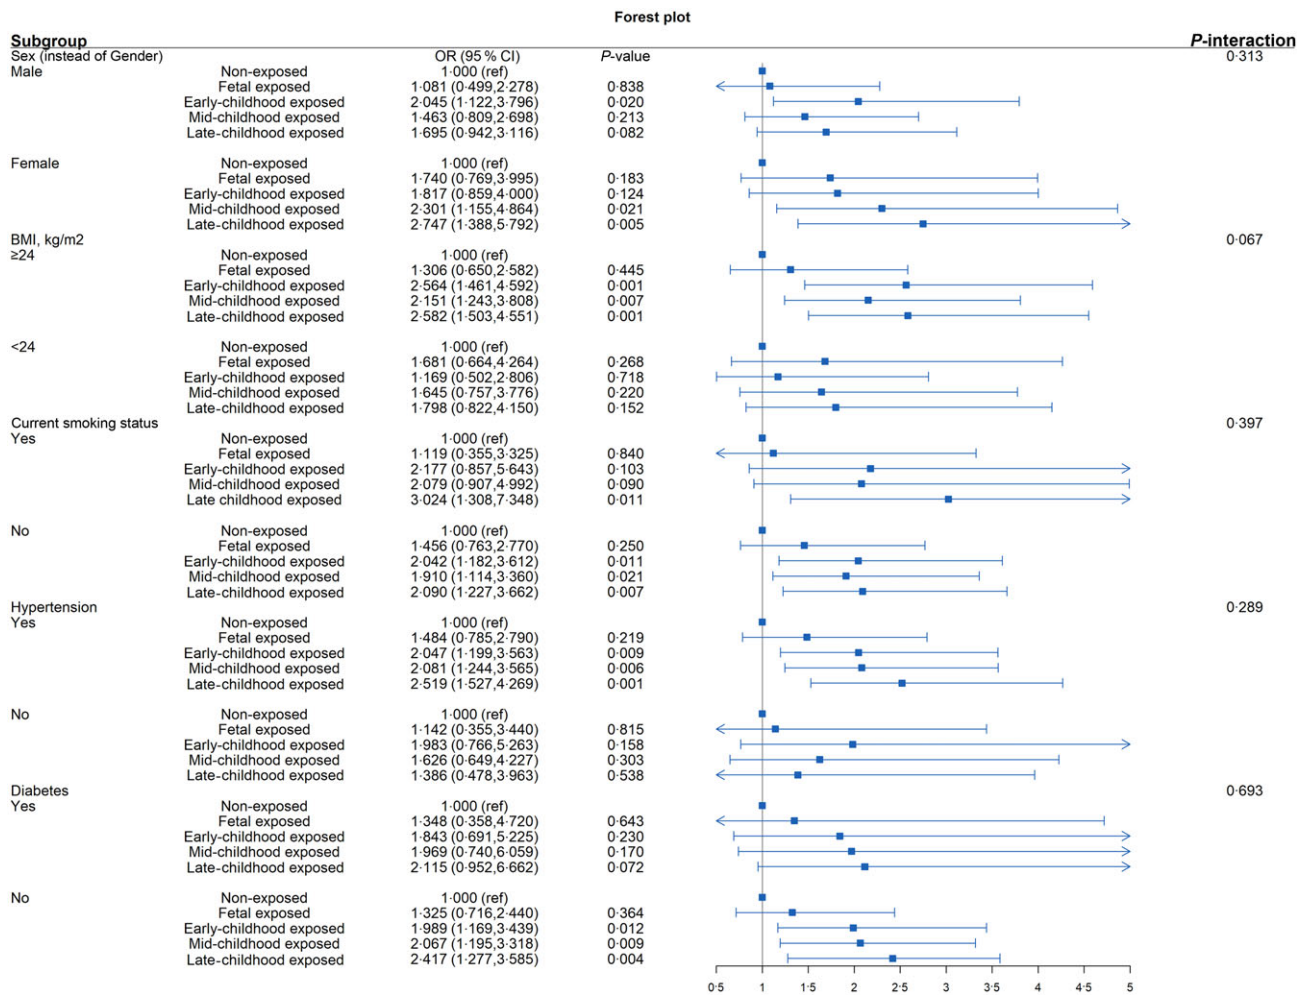 Forest plot
Subgroup P-interaction
Sex (instead of Gender) OR (95 % CI) P-value 0·313
Male Non-exposed 1·000 (ref)
Fetal exposed 1·081 (0·499,2·278) 0·838
Early-childhood exposed 2·045 (1·122,3·796) 0·020
Mid-childhood exposed 1·463 (0·809,2·698) 0·213
Late-childhood exposed 1·695 (0·942,3·116) 0·082
Female Non-exposed 1·000 (ref)
Fetal exposed 1·740 (0·769,3·995) 0·183
Early-childhood exposed 1·817 (0·859,4·000) 0·124
Mid-childhood exposed 2·301 (1·155,4·864) 0·021
Late-childhood exposed 2·747 (1·388,5·792) 0·005
BMI, kg/m2 0·067
≥24 Non-exposed 1·000 (ref)
Fetal exposed 1·306 (0·650,2·582) 0·445
Early-childhood exposed 2·564 (1·461,4·592) 0·001
Mid-childhood exposed 2·151 (1·243,3·808) 0·007
Late-childhood exposed 2·582 (1·503,4·551) 0·001
<24 Non-exposed 1·000 (ref)
Fetal exposed 1·681 (0·664,4·264) 0·268
Early-childhood exposed 1·169 (0·502,2·806) 0·718
Mid-childhood exposed 1·645 (0·757,3·776) 0·220
Late-childhood exposed 1·798 (0·822,4·150) 0·152
Current smoking status 0·397
Yes Non-exposed 1·000 (ref)
Fetal exposed 1·119 (0·355,3·325) 0·840
Early-childhood exposed 2·177 (0·857,5·643) 0·103
Mid-childhood exposed 2·079 (0·907,4·992) 0·090
Late childhood exposed 3·024 (1·308,7·348) 0·011
No Non-exposed 1·000 (ref)
Fetal exposed 1·456 (0·763,2·770) 0·250
Early-childhood exposed 2·042 (1·182,3·612) 0·011
Mid-childhood exposed 1·910 (1·114,3·360) 0·021
Late-childhood exposed 2·090 (1·227,3·662) 0·007
Hypertension 0·289
Yes Non-exposed 1·000 (ref)
Fetal exposed 1·484 (0·785,2·790) 0·219
Early-childhood exposed 2·047 (1·199,3·563) 0·009
Mid-childhood exposed 2·081 (1·244,3·565) 0·006
Late-childhood exposed 2·519 (1·527,4·269) 0·001
No Non-exposed 1·000 (ref)
Fetal exposed 1·142 (0·355,3·440) 0·815
Early-childhood exposed 1·983 (0·766,5·263) 0·158
Mid-childhood exposed 1·626 (0·649,4·227) 0·303
Late-childhood exposed 1·386 (0·478,3·963) 0·538
Diabetes 0·693
Yes Non-exposed 1·000 (ref)
Fetal exposed 1·348 (0·358,4·720) 0·643
Early-childhood exposed 1·843 (0·691,5·225) 0·230
Mid-childhood exposed 1·969 (0·740,6·059) 0·170
Late-childhood exposed 2·115 (0·952,6·662) 0·072
No Non-exposed 1·000 (ref)
Fetal exposed 1·325 (0·716,2·440) 0·364
Early-childhood exposed 1·989 (1·169,3·439) 0·012
Mid-childhood exposed 2·067 (1·195,3·318) 0·009
Late-childhood exposed 2·417 (1·277,3·585) 0·004
0·5 1 1·5 2 2·5 3 3·5 4 4·5 5